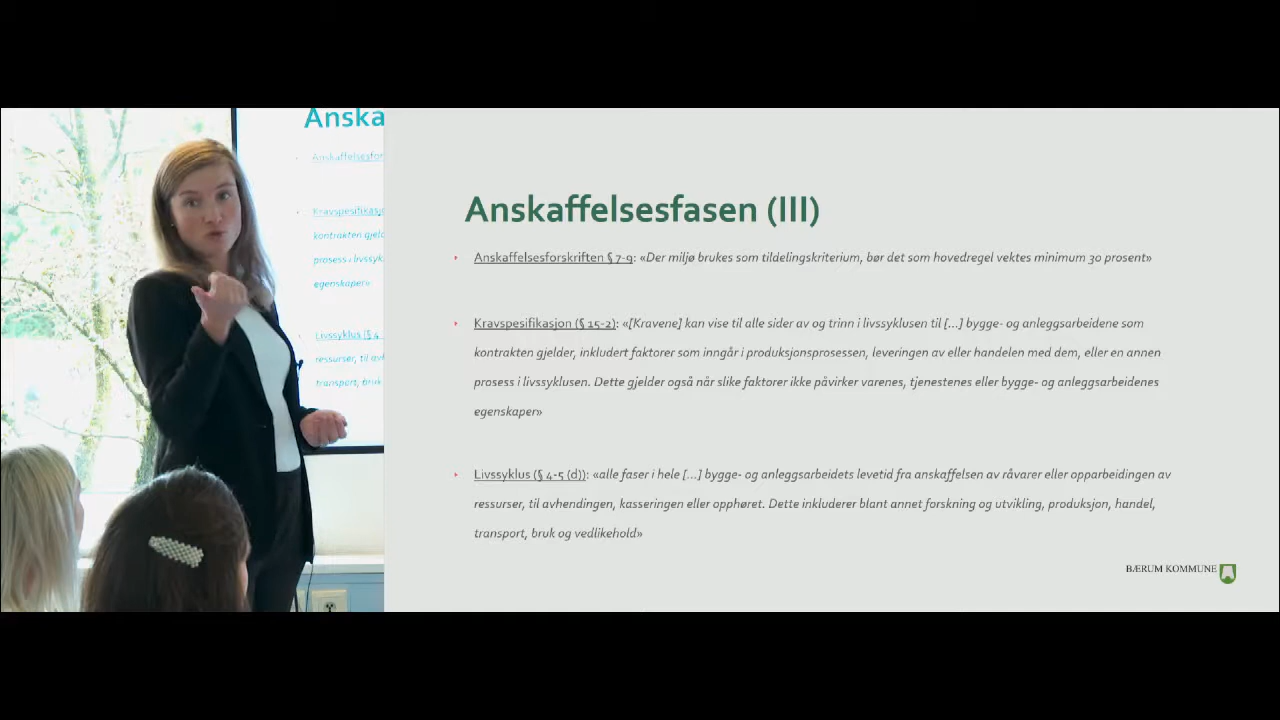 Anska
Anskaffelsesfor
Kravspesifikasj
kontrakten gjeld
prosess i livssyk
egenskaper»
Livssyklus (§ 4
ressurser, til avh
transport, bruk
Anskaffelsesfasen (III)
Anskaffelsesforskriften § 7-9: «Der miljø brukes som tildelingskriterium, bør det som hovedregel vektes minimum 30 prosent»
Kravspesifikasjon (§ 15-2): «[Kravene] kan vise til alle sider av og trinn i livssyklusen til [...] bygge- og anleggsarbeidene som
kontrakten gjelder, inkludert faktorer som inngår i produksjonsprosessen, leveringen av eller handelen med dem, eller en annen
prosess i livssyklusen. Dette gjelder også når slike faktorer ikke påvirker varenes, tjenestenes eller bygge- og anleggsarbeidenes
egenskaper»
Livssyklus (§ 4-5 (d)): «alle faser i hele [...] bygge- og anleggsarbeidets levetid fra anskaffelsen av råvarer eller opparbeidingen av
ressurser, til avhendingen, kasseringen eller opphøret. Dette inkluderer blant annet forskning og utvikling, produksjon, handel,
transport, bruk og vedlikehold»
BÆRUM KOMMUNE